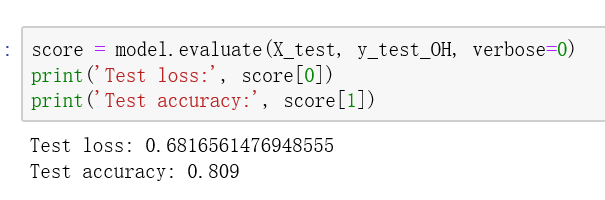 :
score = model.evaluate(X_test, y_test_OH, verbose=0)
print('Test loss:', score[0])
print('Test accuracy:', score[1])
Test loss: 0.6816561476948555
Test accuracy: 0.809